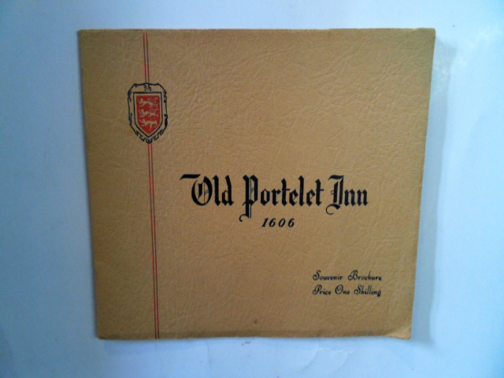 Old Portelet Inn
1606
Souvenir Brochure
Price One Shilling